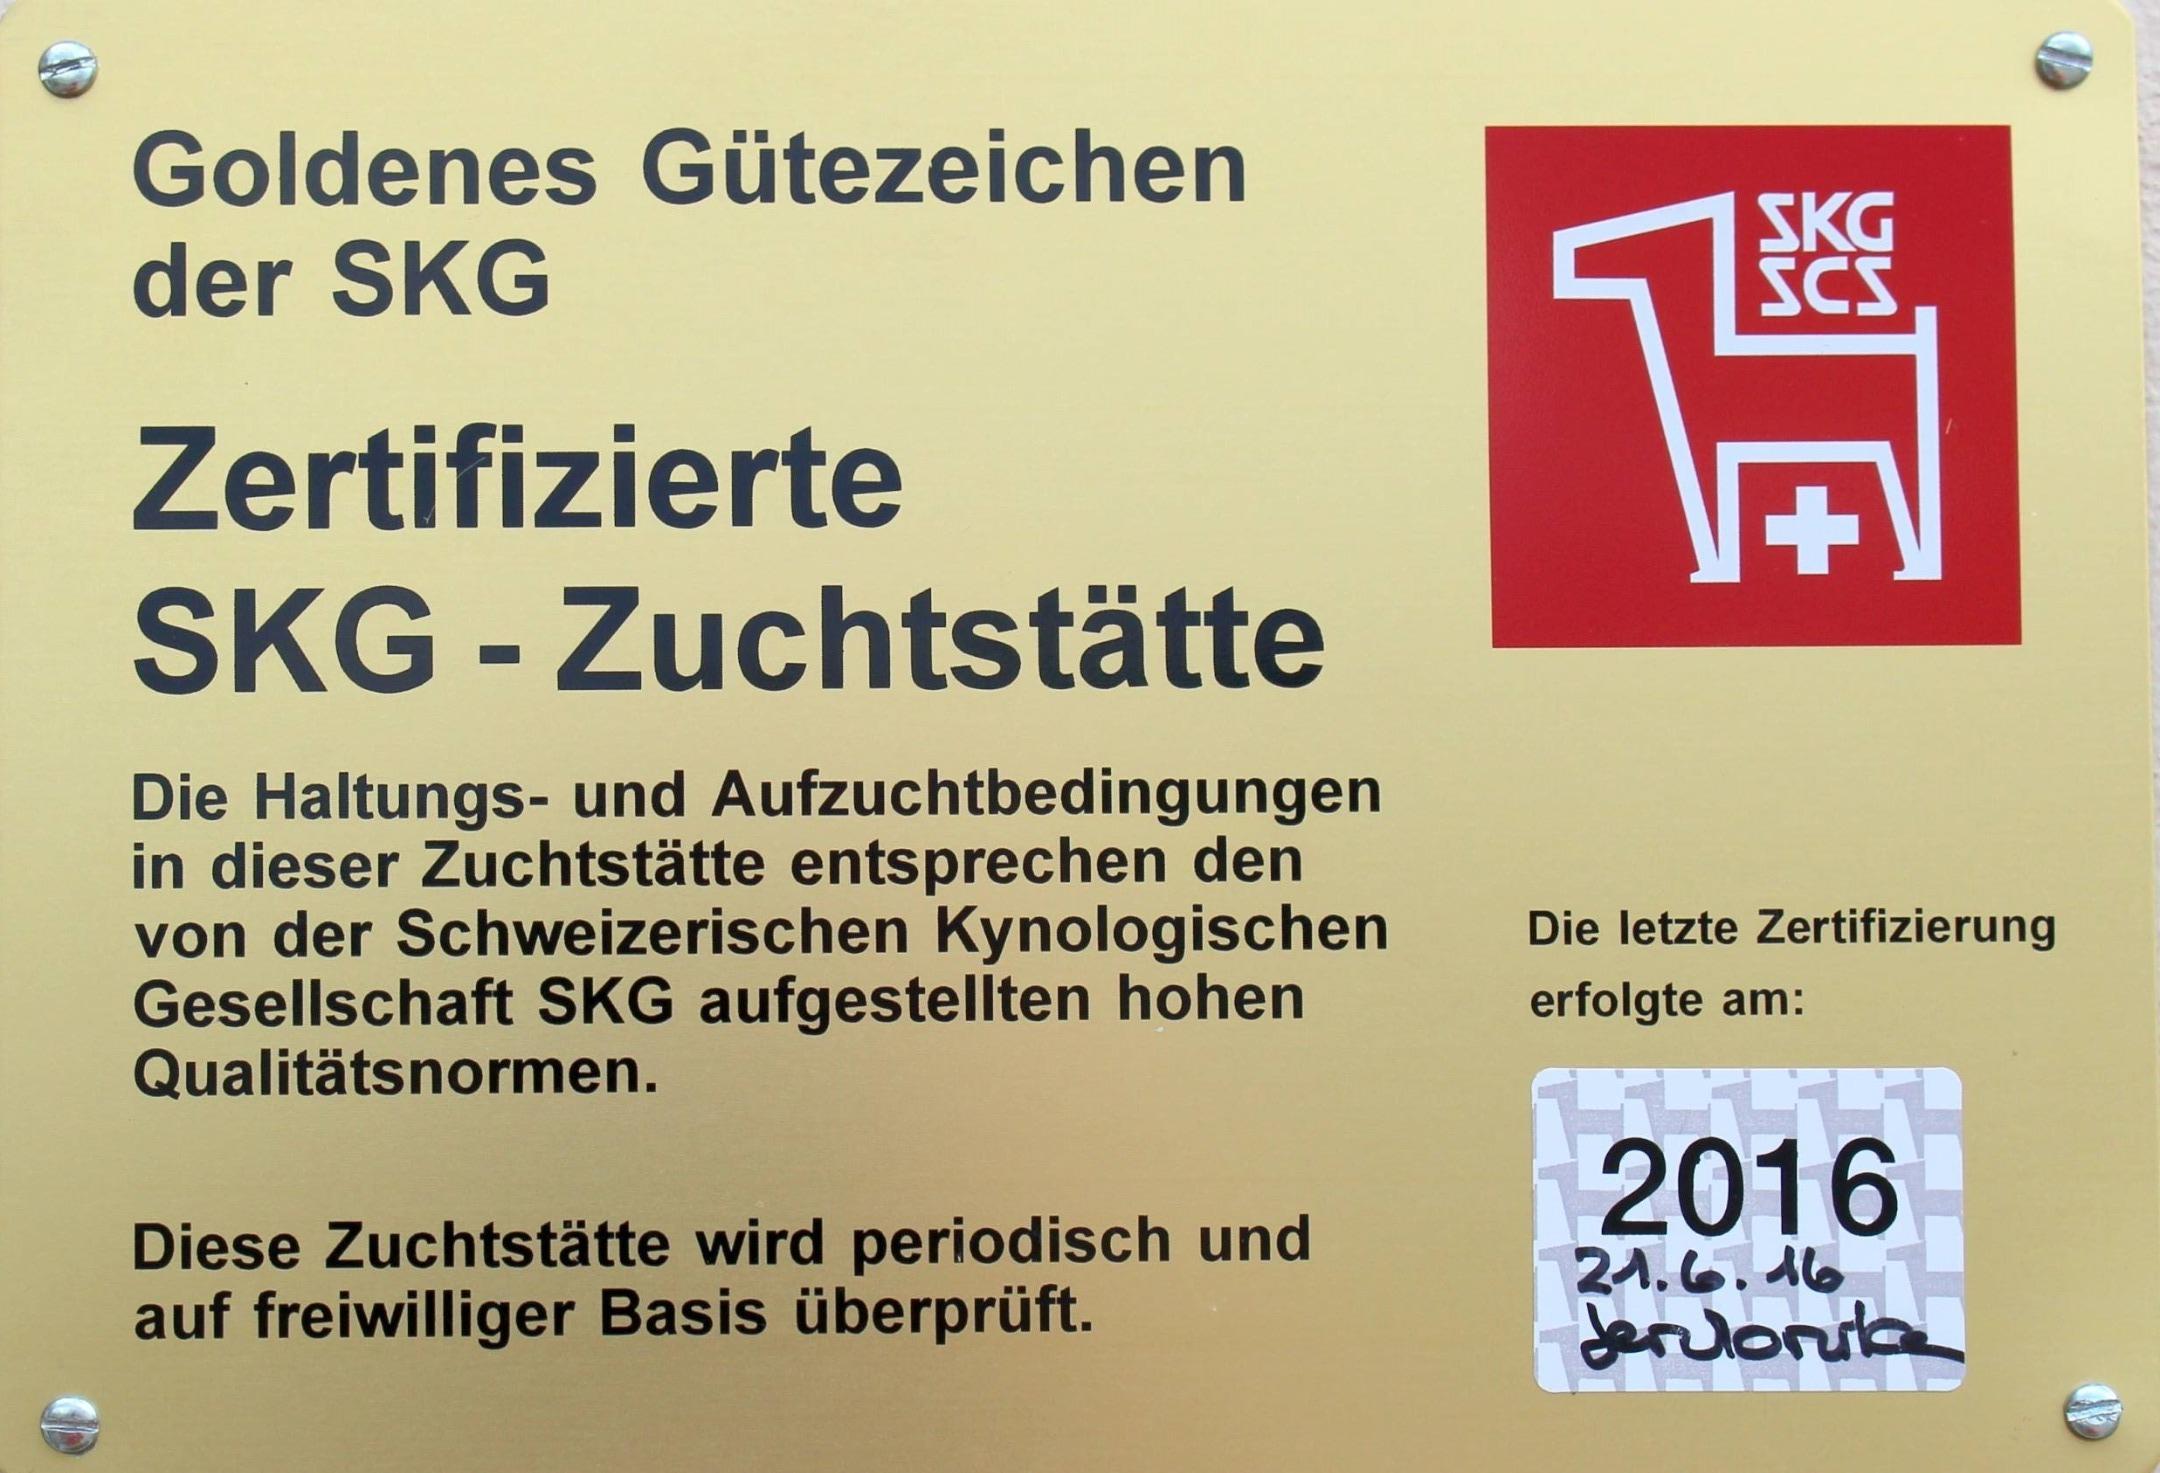 Goldenes Gütezeichen
der SKG
Zertifizierte
SKG - Zuchtstätte
Die Haltungs- und Aufzuchtbedingungen
in dieser Zuchtstätte entsprechen den
von der Schweizerischen Kynologischen
Gesellschaft SKG aufgestellten hohen
Qualitätsnormen.
Diese Zuchtstätte wird periodisch und
auf freiwilliger Basis überprüft.
SKG
SCS
Die letzte Zertifizierung
erfolgte am:
2016
21.6.16